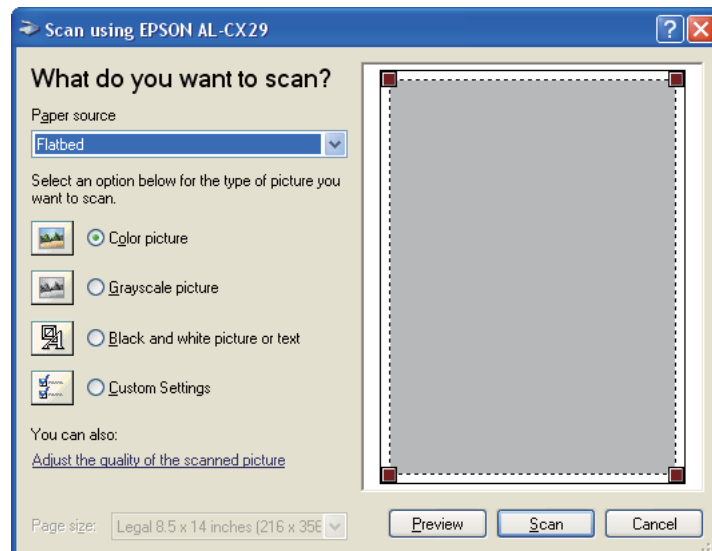 Scan using EPSON AL-CX29
What do you want to scan?
Paper source
Flatbed
Select an option below for the type of picture you
want to scan.
Color picture
Grayscale picture
Black and white picture or text
Custom Settings
You can also:
Adjust the quality of the scanned picture
Page size: Legal 8.5 x 14 inches (216 x 356
Preview Scan Cancel